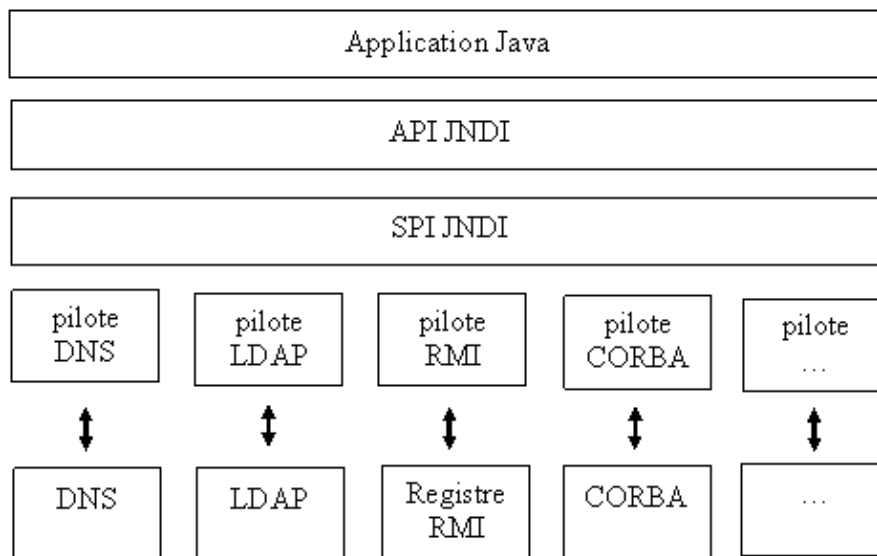 Application Java
API JNDI
SPI JNDI
pilote
DNS
pilote
LDAP
pilote
RMI
pilote
CORBA
pilote
...
DNS
LDAP
Registre
RMI
CORBA
...